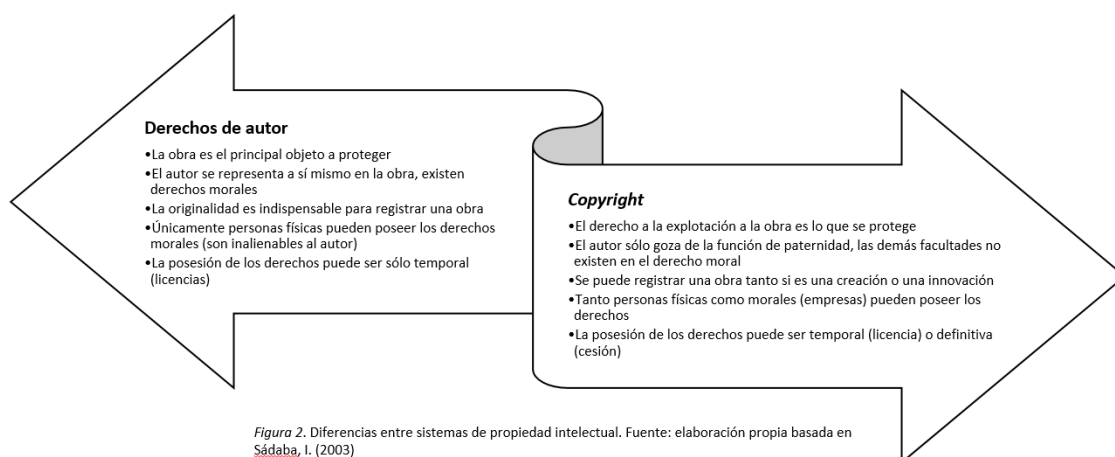 Derechos de autor
•La obra es el principal objeto a proteger
•El autor se representa a sí mismo en la obra, existen
derechos morales
•La originalidad es indispensable para registrar una obra
•Únicamente personas físicas pueden poseer los derechos
morales (son inalienables al autor)
•La posesión de los derechos puede ser sólo temporal
(licencias)
Copyright
•El derecho a la explotación a la obra es lo que se protege
•El autor sólo goza de la función de paternidad, las demás facultades no
existen en el derecho moral
•Se puede registrar una obra tanto si es una creación o una innovación
•Tanto personas físicas como morales (empresas) pueden poseer los
derechos
•La posesión de los derechos puede ser temporal (licencia) o definitiva
(cesión)
Figura 2. Diferencias entre sistemas de propiedad intelectual. Fuente: elaboración propia basada en
Sádaba, I. (2003)